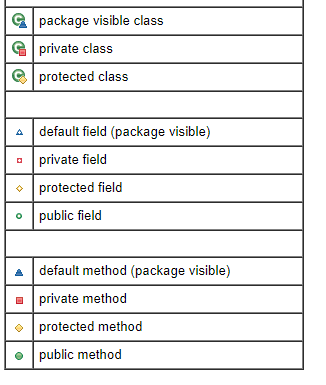 package visible class
private class
protected class
default field (package visible)
private field
protected field
public field
default method (package visible)
private method
protected method
public method